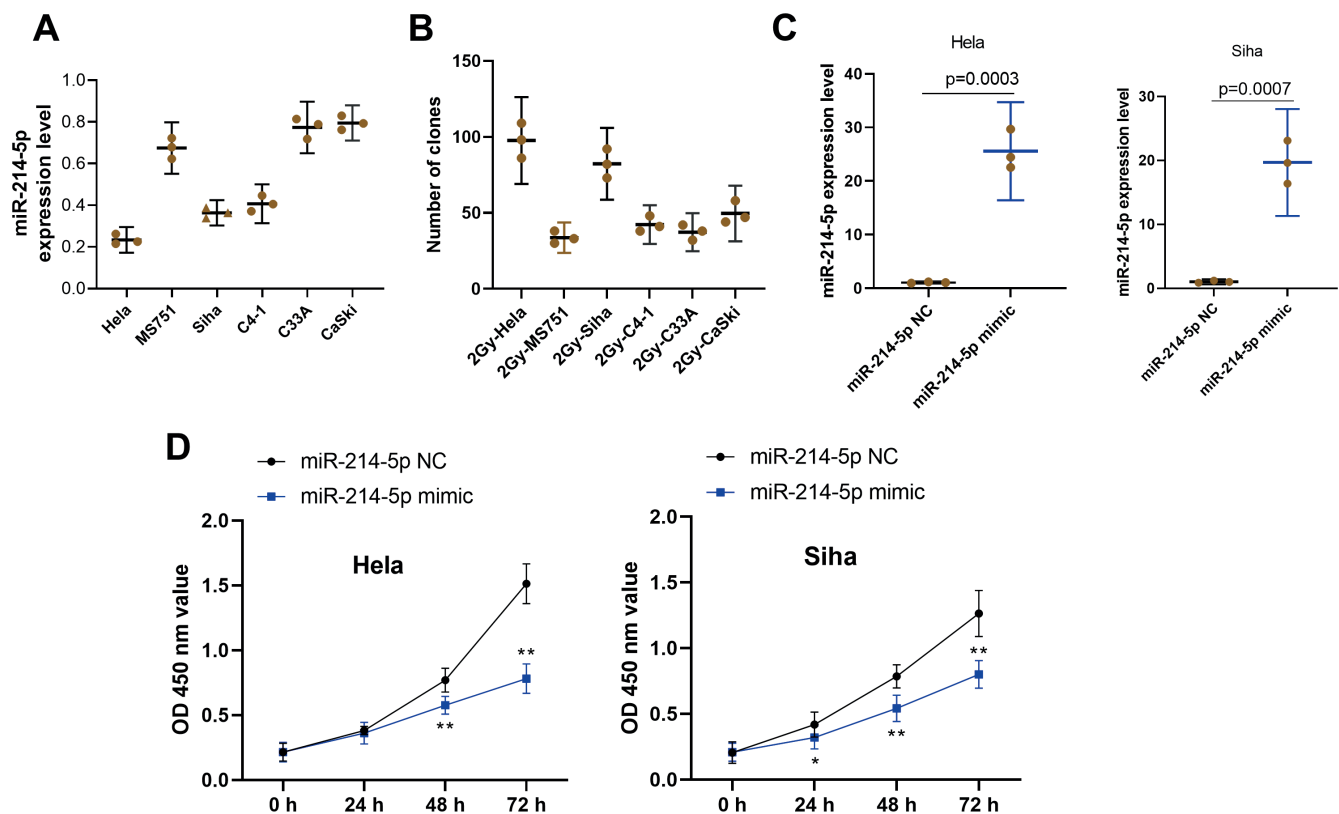 A
miR-214-5p
expression level
1.0
0.8
0.6
0.4
0.2
0.0
Hela
MS751
Siha
C4-1
C33A
CaSki
B
Number of clones
150
100
50
0
2Gy-Hela
2Gy-MS751
2Gy-Siha
2Gy-C4-1
2Gy-C33A
2Gy-CaSki
C
Hela
p=0.0003
miR-214-5p expression level
40
30
20
10
0
miR-214-5p NC
miR-214-5p mimic
Siha
p=0.0007
miR-214-5p expression level
30
20
10
0
miR-214-5p NC
miR-214-5p mimic
D
miR-214-5p NC
miR-214-5p mimic
Hela
OD 450 nm value
2.0
1.5
1.0
0.5
0.0
**
**
0 h
24 h
48 h
72 h
miR-214-5p NC
miR-214-5p mimic
Siha
OD 450 nm value
2.0
1.5
1.0
0.5
0.0
*
**
**
0 h
24 h
48 h
72 h